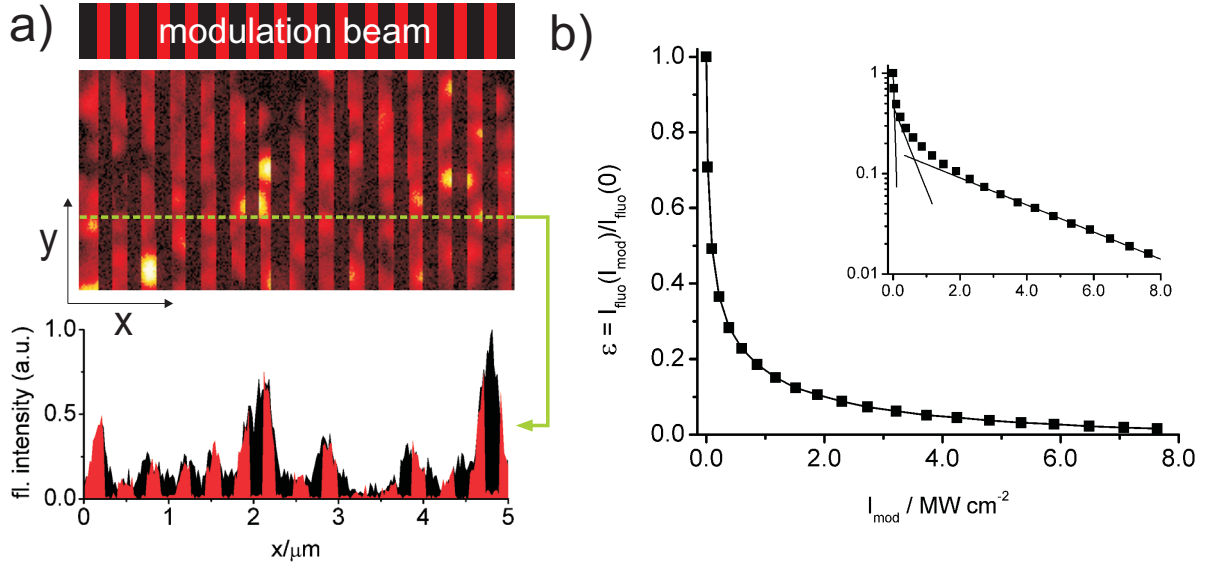 a)
modulation beam
y
x
fl. intensity (a.u.)
1.0
0.5
0.0
0 1 2 3 4 5
x/μm
b)
ε = I_fluo(I_mod)/I_fluo(0)
1.0
0.8
0.6
0.4
0.2
0.0
0.0 2.0 4.0 6.0 8.0
I_mod / MW cm⁻²
1
0.1
0.01
0.0 2.0 4.0 6.0 8.0